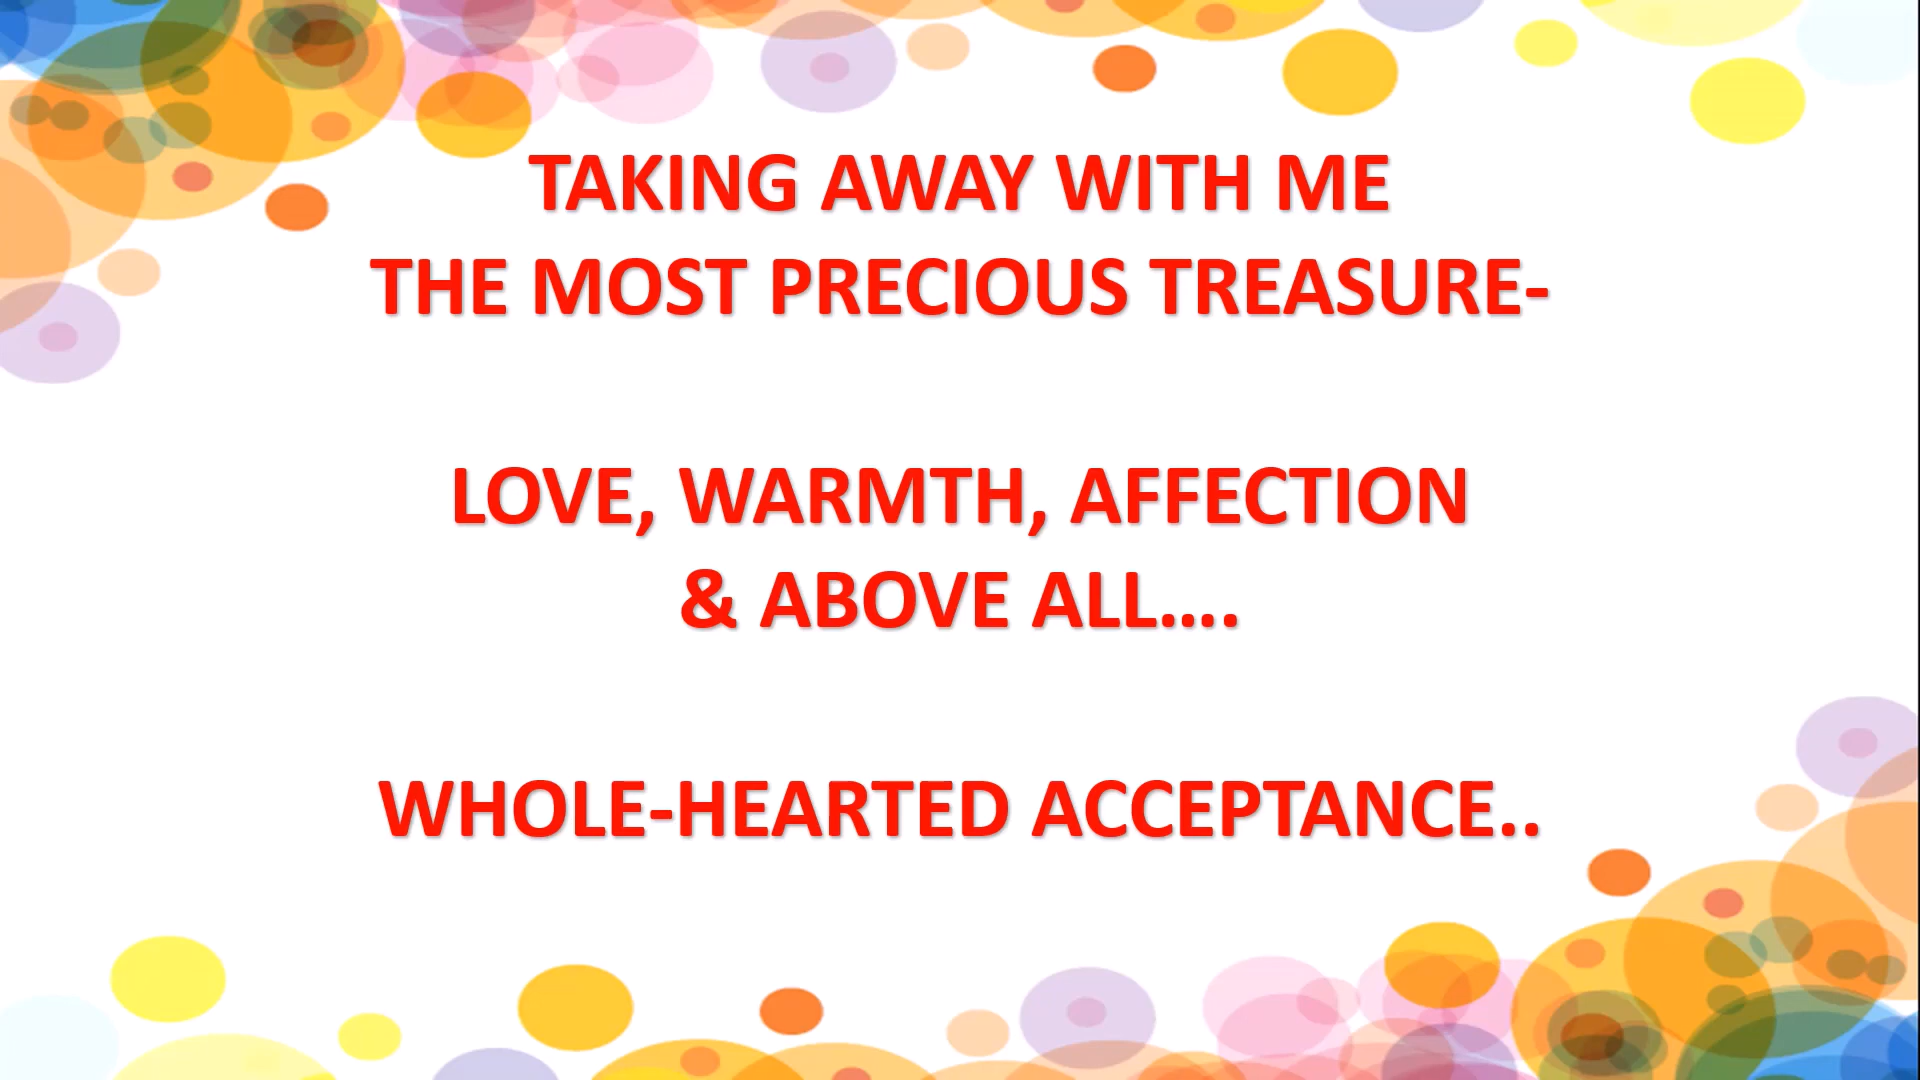 TAKING AWAY WITH ME
THE MOST PRECIOUS TREASURE-
LOVE, WARMTH, AFFECTION
& ABOVE ALL….
WHOLE-HEARTED ACCEPTANCE..